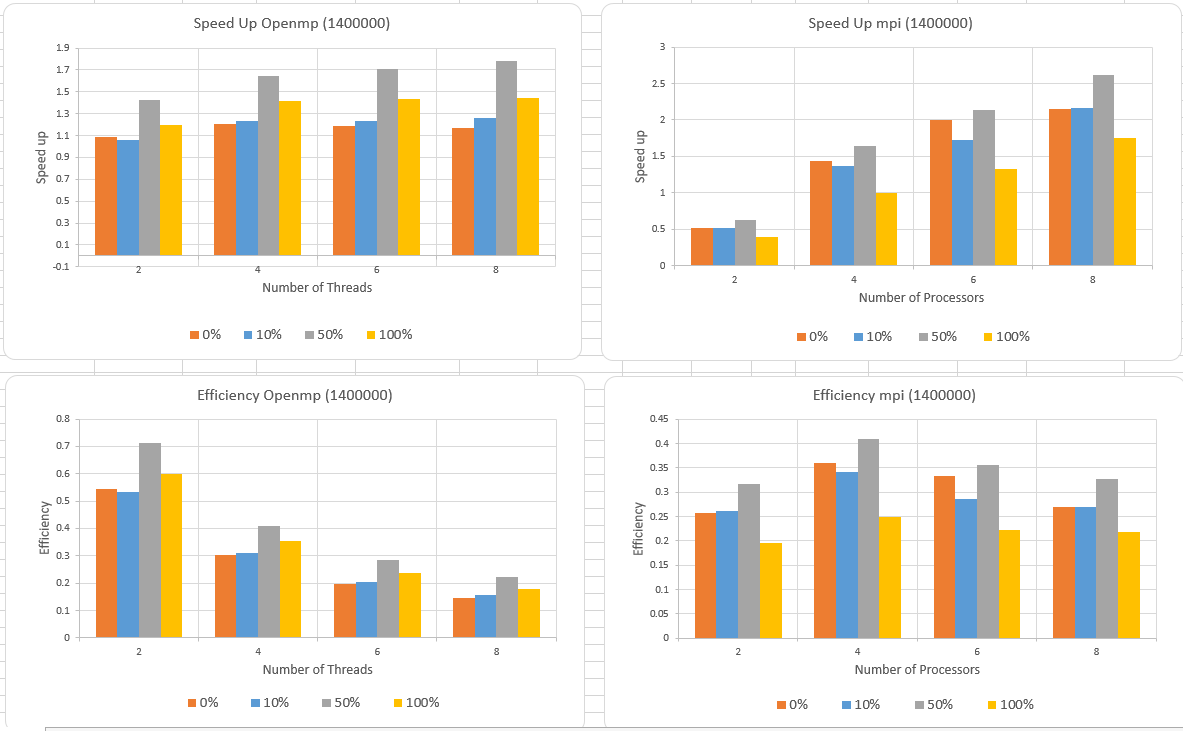 Speed Up Openmp (1400000)
1.9
1.7
1.5
1.3
1.1
0.9
0.7
0.5
0.3
0.1
-0.1
Speed up
2 4 6 8
Number of Threads
0% 10% 50% 100%
Speed Up mpi (1400000)
3
2.5
2
1.5
1
0.5
0
Speed up
2 4 6 8
Number of Processors
0% 10% 50% 100%
Efficiency Openmp (1400000)
0.8
0.7
0.6
0.5
0.4
0.3
0.2
0.1
0
Efficiency
2 4 6 8
Number of Threads
0% 10% 50% 100%
Efficiency mpi (1400000)
0.45
0.4
0.35
0.3
0.25
0.2
0.15
0.1
0.05
0
Efficiency
2 4 6 8
Number of Processors
0% 10% 50% 100%